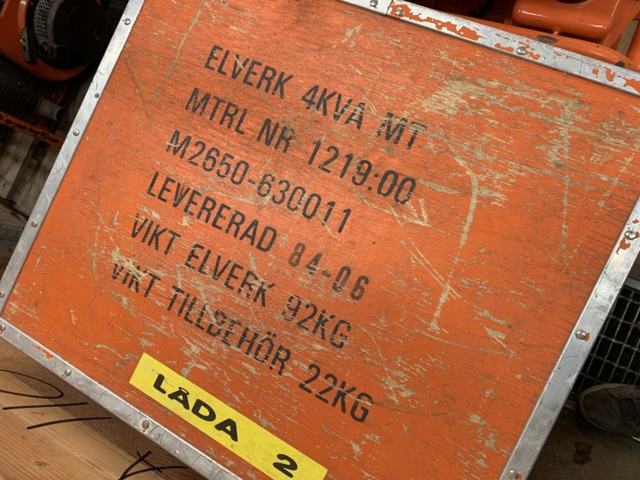 ELVERK 4KVA MT
MTRL NR 1219:00
M2650-630011
LEVERERAD 84-06
VIKT ELVERK 92KG
VIKT TILLBEHÖR 22KG
LÅDA 2